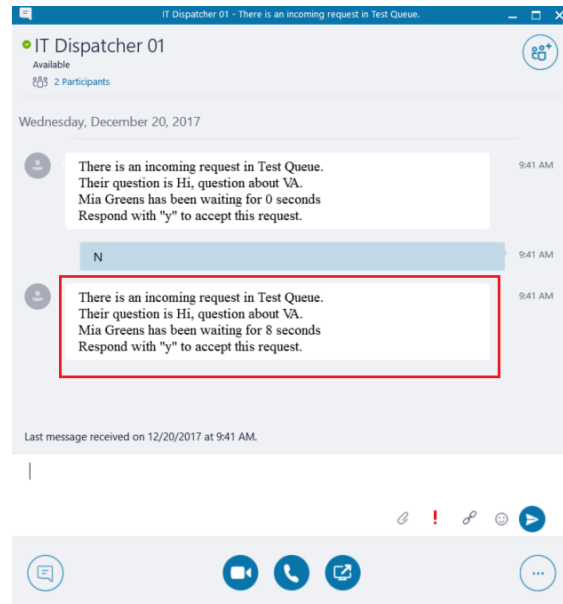 IT Dispatcher 01 - There is an incoming request in Test Queue.
IT Dispatcher 01
Available
2 Participants
Wednesday, December 20, 2017
There is an incoming request in Test Queue.
9:41 AM
Their question is Hi, question about VA.
Mia Greens has been waiting for 0 seconds
Respond with "y" to accept this request.
N
9:41 AM
There is an incoming request in Test Queue.
9:41 AM
Their question is Hi, question about VA.
Mia Greens has been waiting for 8 seconds
Respond with "y" to accept this request.
Last message received on 12/20/2017 at 9:41 AM.